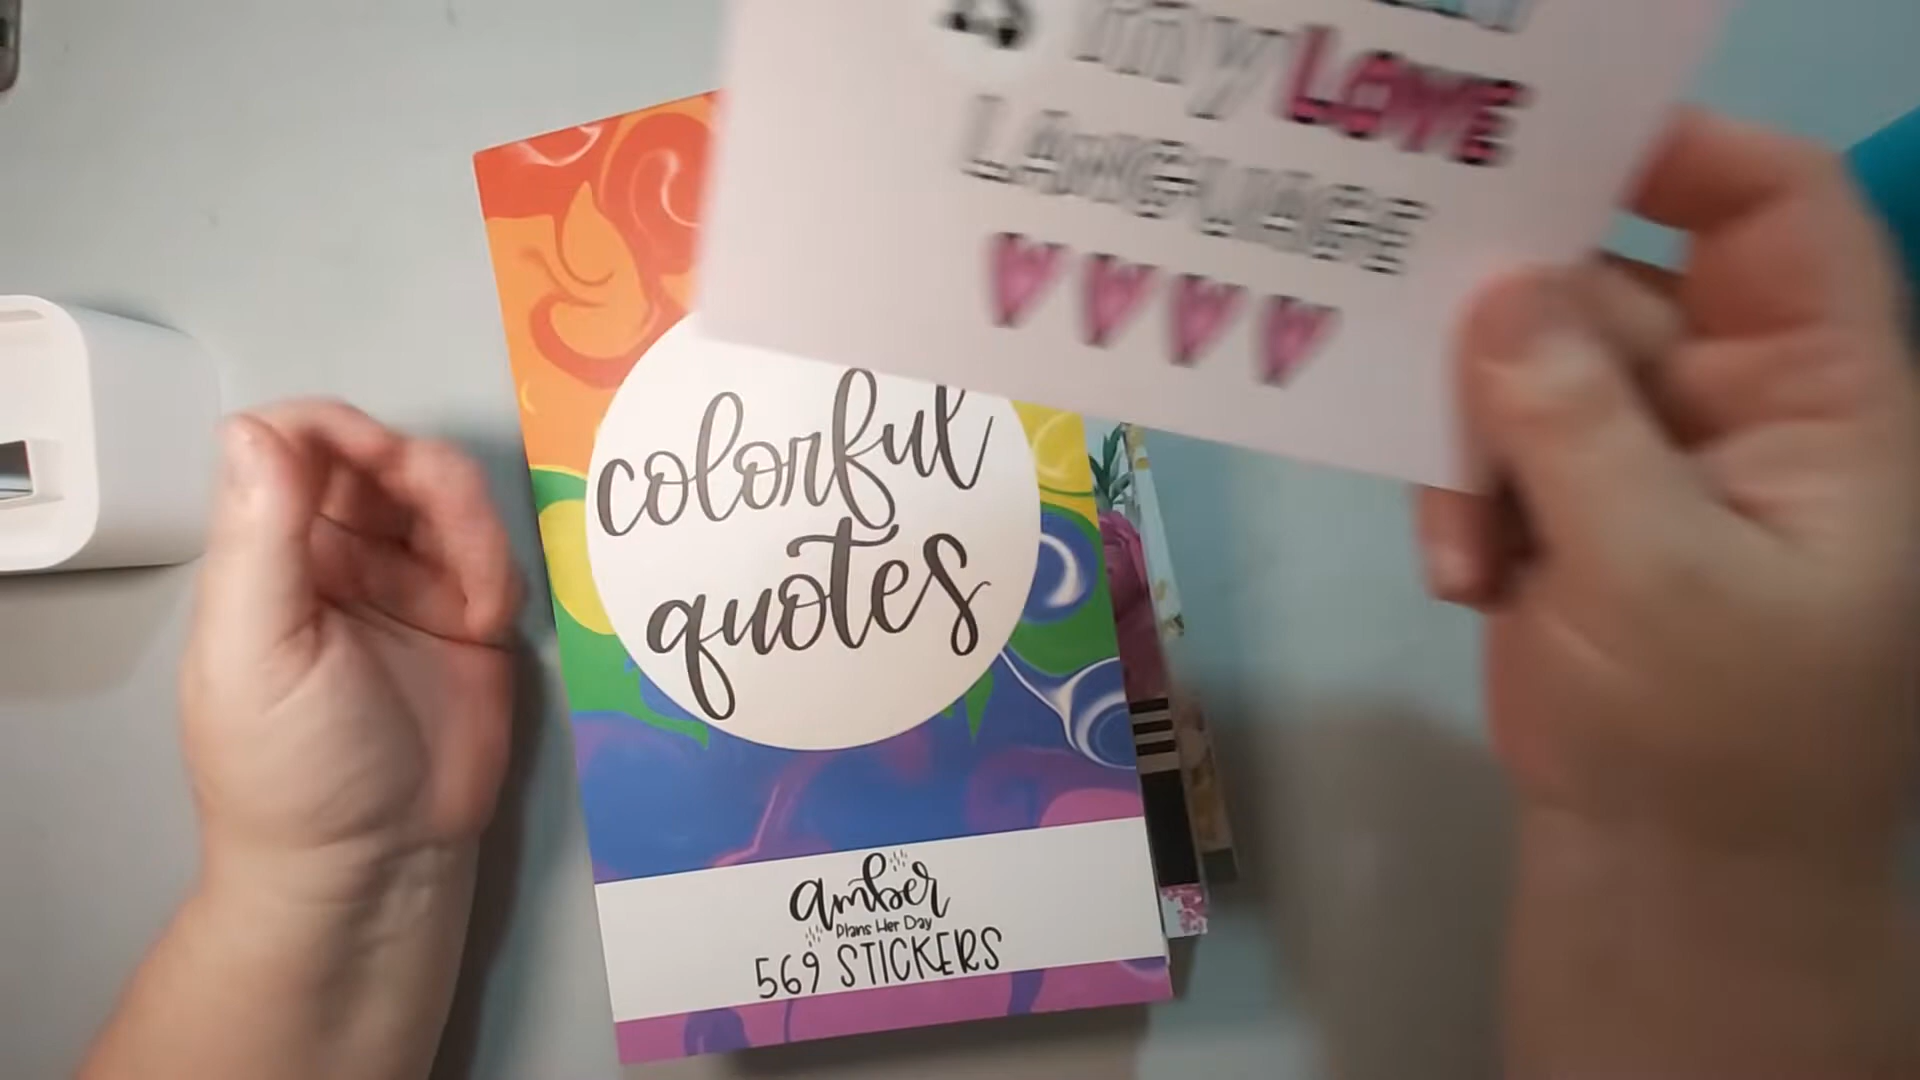 my LOVE
LANGUAGE
colorful
quotes
amber
Plans Her Day
569 STICKERS